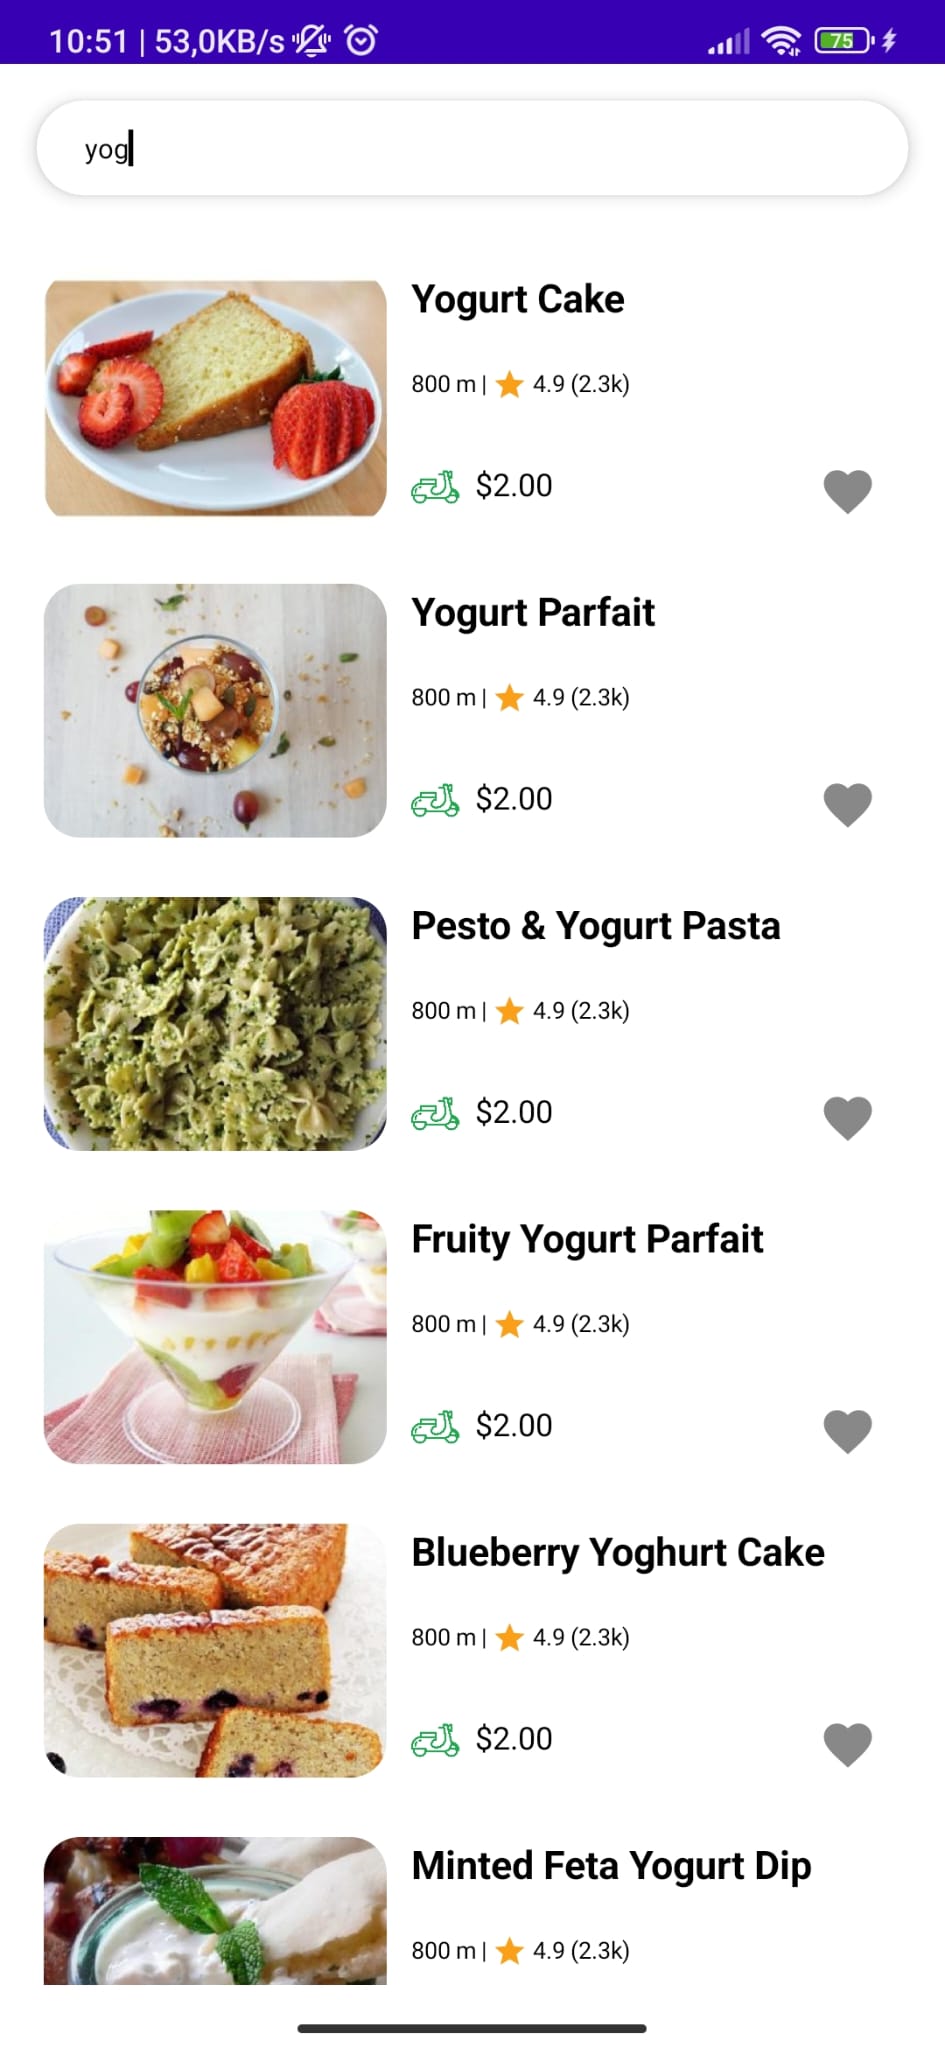 10:51 | 53,0KB/s
75
yog
Yogurt Cake
800 m | 4.9 (2.3k)
$2.00
Yogurt Parfait
800 m | 4.9 (2.3k)
$2.00
Pesto & Yogurt Pasta
800 m | 4.9 (2.3k)
$2.00
Fruity Yogurt Parfait
800 m | 4.9 (2.3k)
$2.00
Blueberry Yoghurt Cake
800 m | 4.9 (2.3k)
$2.00
Minted Feta Yogurt Dip
800 m | 4.9 (2.3k)